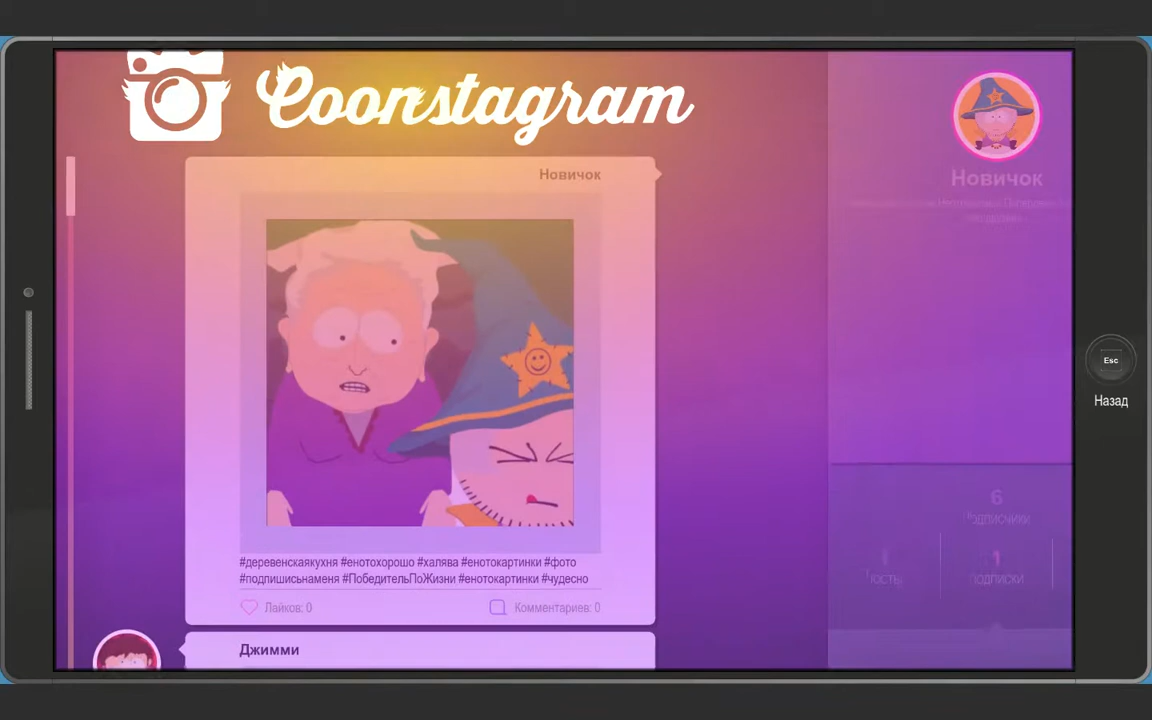 Coonstagram
Новичок
#деревенскаякухня #енотохорошо #халява #енотокартинки #фото
#подпишисьнаменя #ПобедительПоЖизни #енотокартинки #чудесно
Лайков: 0
Комментариев: 0
Джимми
Новичок
6
Подписчики
1
ПОДПИСКИ
Esc
Назад